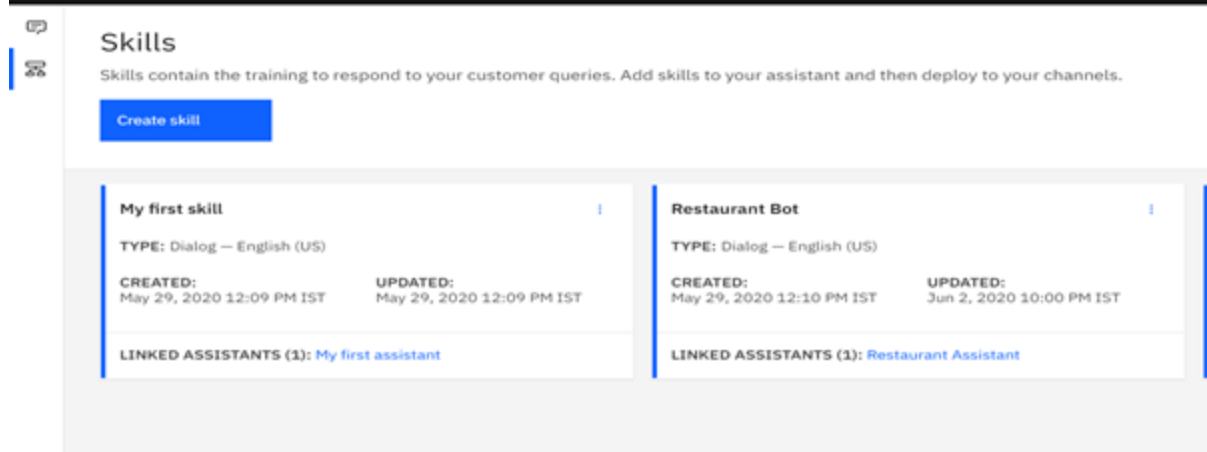 Skills
Skills contain the training to respond to your customer queries. Add skills to your assistant and then deploy to your channels.
Create skill
My first skill
TYPE: Dialog — English (US)
CREATED:
May 29, 2020 12:09 PM IST
UPDATED:
May 29, 2020 12:09 PM IST
LINKED ASSISTANTS (1): My first assistant
Restaurant Bot
TYPE: Dialog — English (US)
CREATED:
May 29, 2020 12:10 PM IST
UPDATED:
Jun 2, 2020 10:00 PM IST
LINKED ASSISTANTS (1): Restaurant Assistant